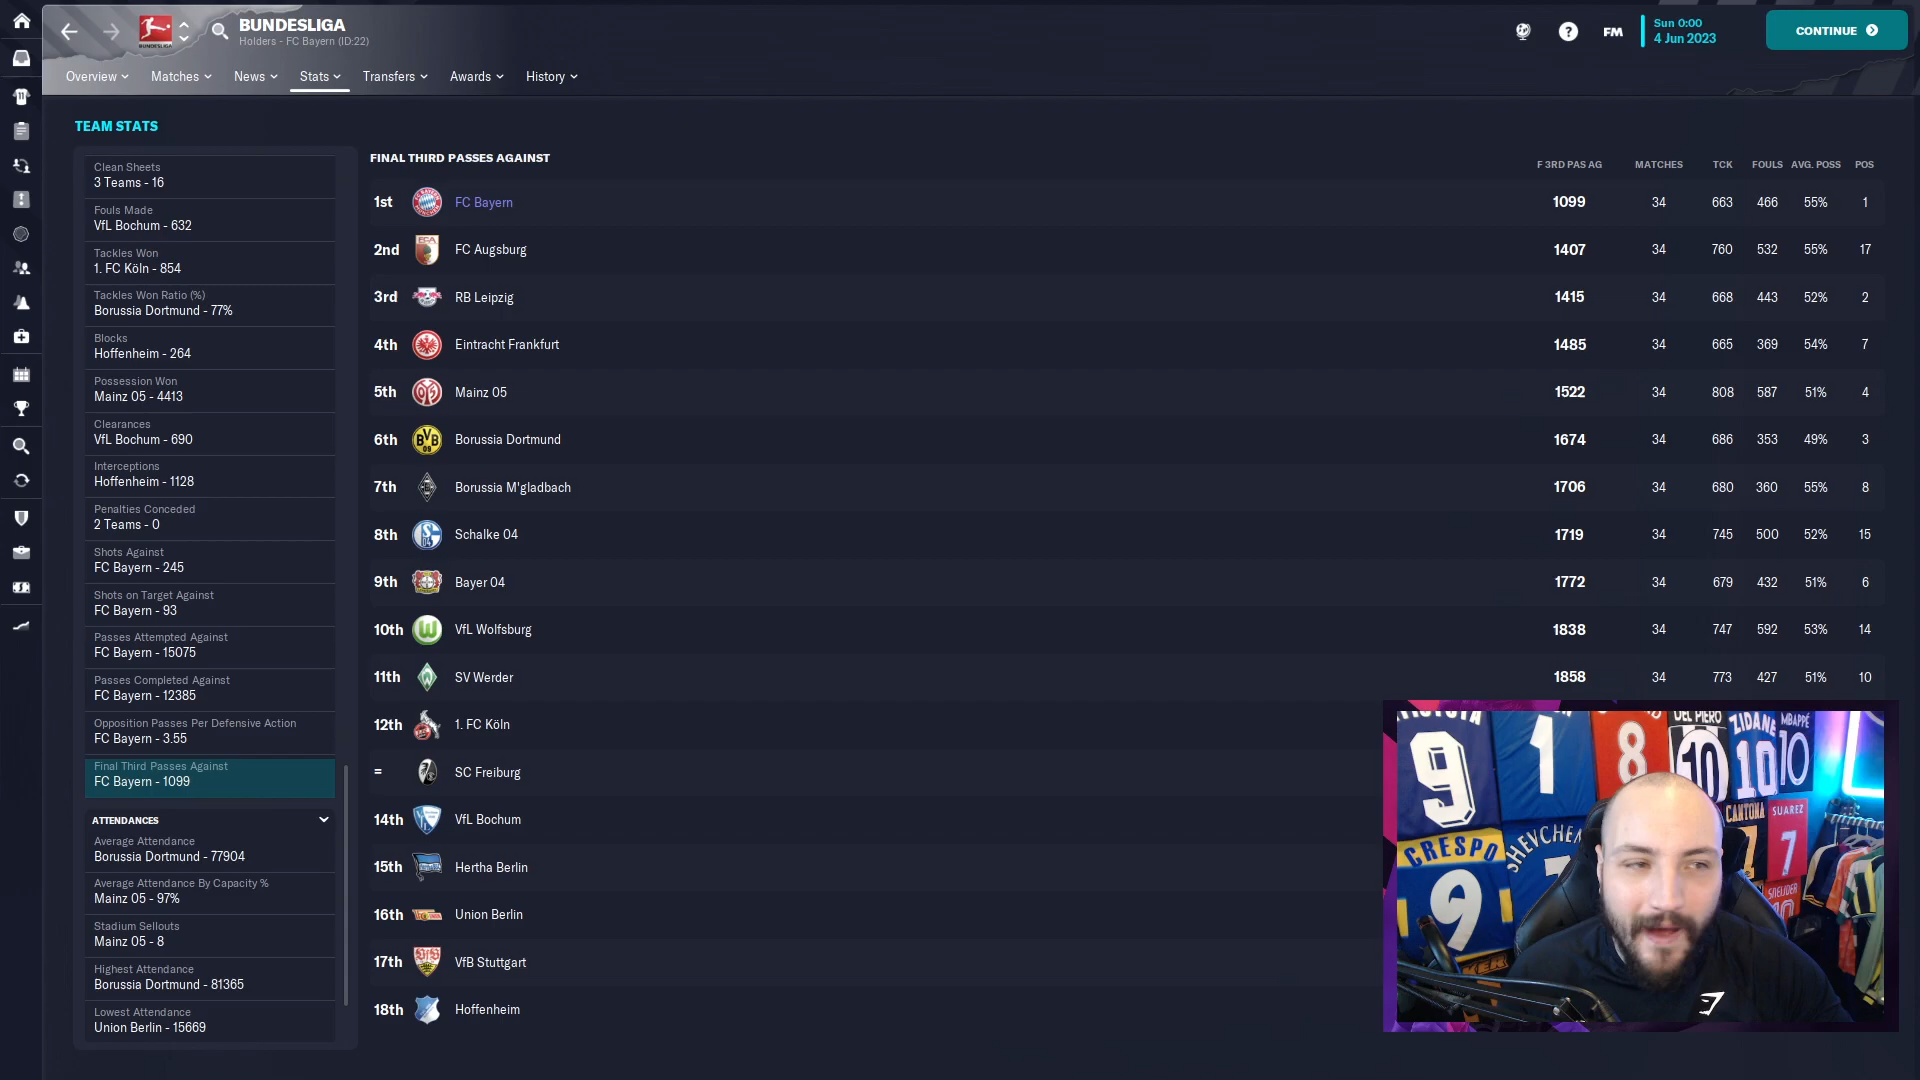 BUNDESLIGA
Holders - FC Bayern (ID:22)
FM
Sun 0:00
4 Jun 2023
CONTINUE
Overview
Matches
News
Stats
Transfers
Awards
History
TEAM STATS
Clean Sheets
3 Teams - 16
Fouls Made
VfL Bochum - 632
Tackles Won
1. FC Köln - 854
Tackles Won Ratio (%)
Borussia Dortmund - 77%
Blocks
Hoffenheim - 264
Possession Won
Mainz 05 - 4413
Clearances
VfL Bochum - 690
Interceptions
Hoffenheim - 1128
Penalties Conceded
2 Teams - 0
Shots Against
FC Bayern - 245
Shots on Target Against
FC Bayern - 93
Passes Attempted Against
FC Bayern - 15075
Passes Completed Against
FC Bayern - 12385
Opposition Passes Per Defensive Action
FC Bayern - 3.55
Final Third Passes Against
FC Bayern - 1099
ATTENDANCES
Average Attendance
Borussia Dortmund - 77904
Average Attendance By Capacity %
Mainz 05 - 97%
Stadium Sellouts
Mainz 05 - 8
Highest Attendance
Borussia Dortmund - 81365
Lowest Attendance
Union Berlin - 15669
FINAL THIRD PASSES AGAINST
F 3RD PAS AG MATCHES TCK FOULS AVG. POSS POS
1st FC Bayern 1099 34 663 466 55% 1
2nd FC Augsburg 1407 34 760 532 55% 17
3rd RB Leipzig 1415 34 668 443 52% 2
4th Eintracht Frankfurt 1485 34 665 369 54% 7
5th Mainz 05 1522 34 808 587 51% 4
6th Borussia Dortmund 1674 34 686 353 49% 3
7th Borussia M'gladbach 1706 34 680 360 55% 8
8th Schalke 04 1719 34 745 500 52% 15
9th Bayer 04 1772 34 679 432 51% 6
10th VfL Wolfsburg 1838 34 747 592 53% 14
11th SV Werder 1858 34 773 427 51% 10
12th 1. FC Köln
= SC Freiburg
14th VfL Bochum
15th Hertha Berlin
16th Union Berlin
17th VfB Stuttgart
18th Hoffenheim
9
1
8
DEL PIERO
10
ZIDANE
10
MBAPPÉ
10
CRESPO
9
CANTONA
7
SUAREZ
7
SNEIJDER
10